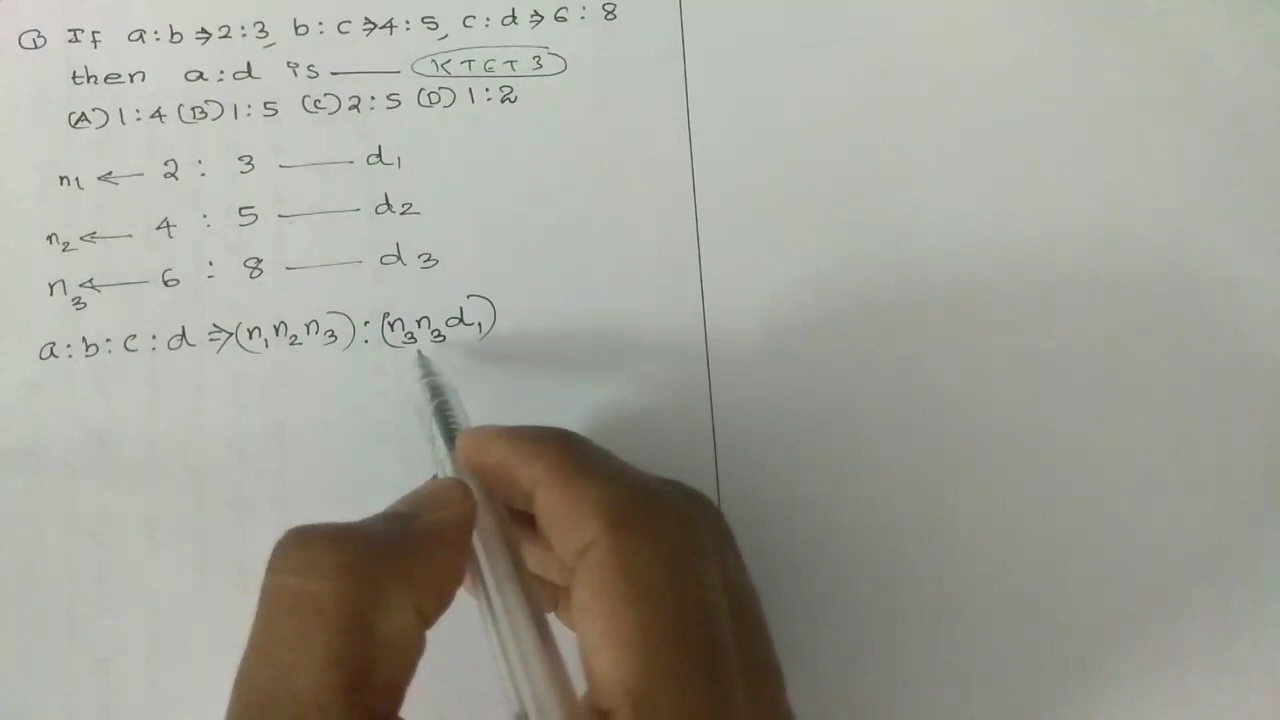 ① If a:b ⇒ 2:3, b:c ⇒ 4:5, c:d ⇒ 6:8
then a:d is —— KTET 3
(A) 1:4 (B) 1:5 (C) 2:5 (D) 1:2
n₁ ← 2 : 3 —— d₁
n₂ ← 4 : 5 —— d₂
n₃ ← 6 : 8 —— d₃
a:b:c:d ⇒ (n₁n₂n₃) : (n₃n₃d₁)